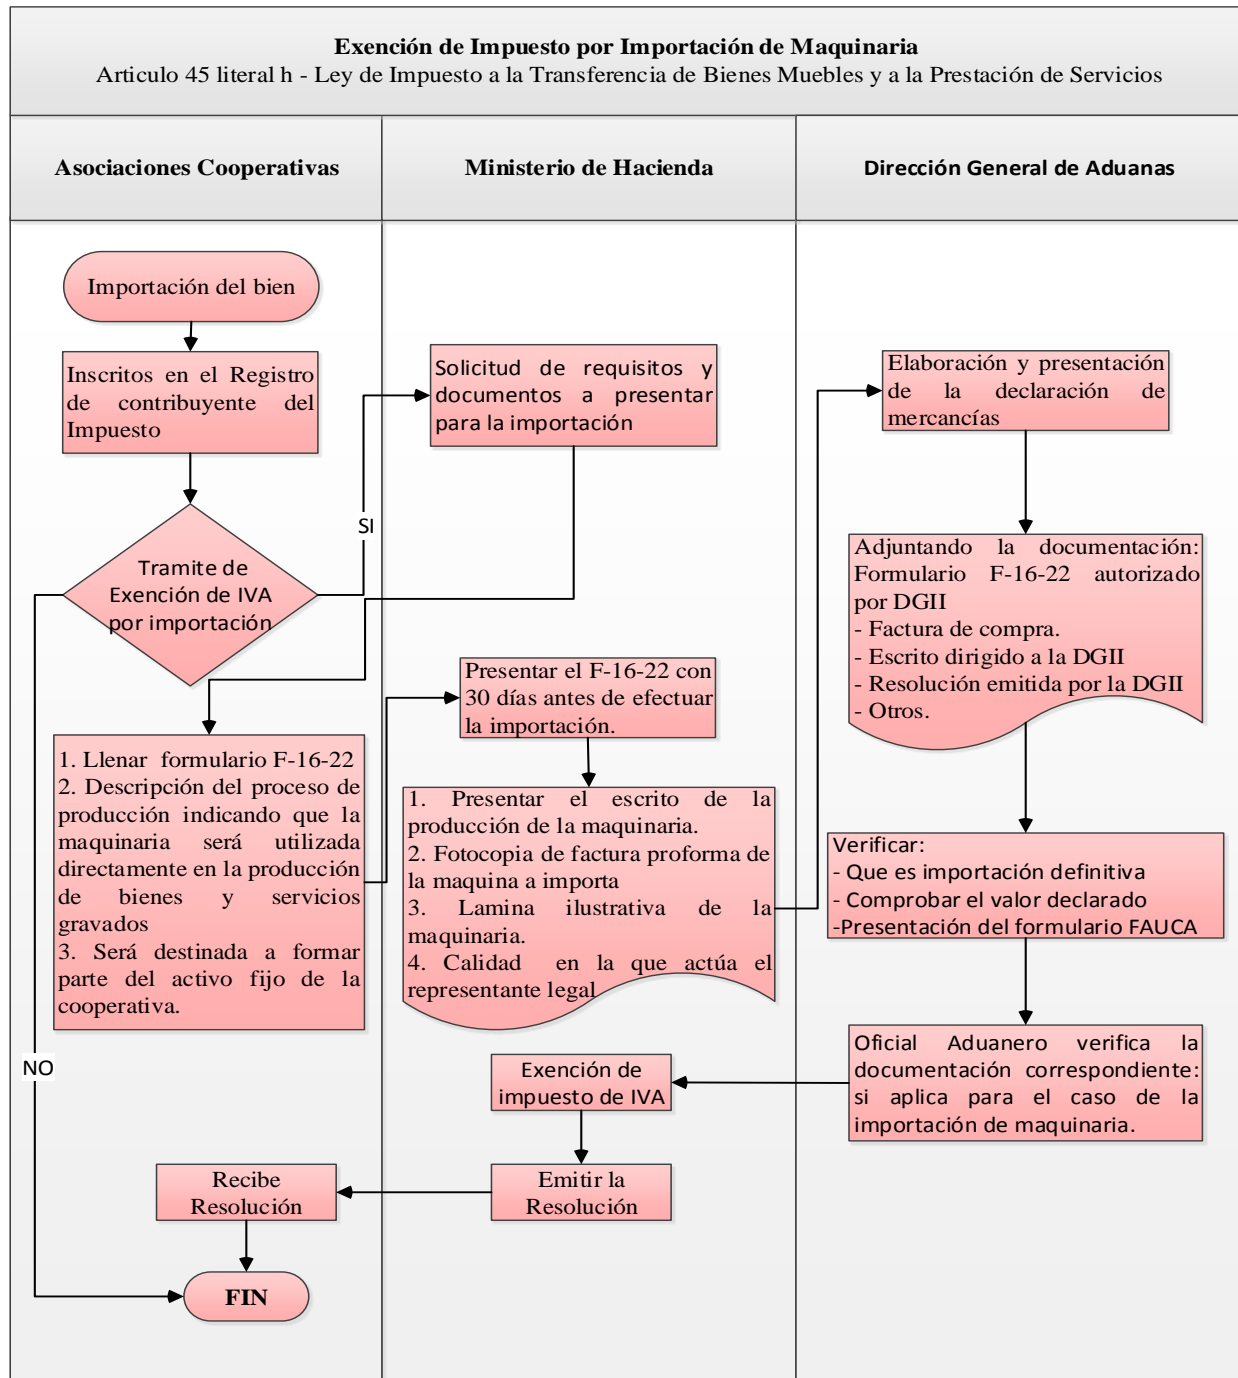 Exención de Impuesto por Importación de Maquinaria
Articulo 45 literal h - Ley de Impuesto a la Transferencia de Bienes Muebles y a la Prestación de Servicios
Asociaciones Cooperativas
Ministerio de Hacienda
Dirección General de Aduanas
Importación del bien
Inscritos en el Registro
de contribuyente del
Impuesto
Solicitud de requisitos y
documentos a presentar
para la importación
Elaboración y presentación
de la declaración de
mercancías
SI
Tramite de
Exención de IVA
por importación
Adjuntando la documentación:
Formulario F-16-22 autorizado
por DGII
- Factura de compra.
- Escrito dirigido a la DGII
- Resolución emitida por la DGII
- Otros.
Presentar el F-16-22 con
30 días antes de efectuar
la importación.
1. Llenar formulario F-16-22
2. Descripción del proceso de
producción indicando que la
maquinaria será utilizada
directamente en la producción
de bienes y servicios
gravados
3. Será destinada a formar
parte del activo fijo de la
cooperativa.
1. Presentar el escrito de la
producción de la maquinaria.
2. Fotocopia de factura proforma de
la maquina a importa
3. Lamina ilustrativa de la
maquinaria.
4. Calidad en la que actúa el
representante legal
Verificar:
- Que es importación definitiva
- Comprobar el valor declarado
-Presentación del formulario FAUCA
NO
Oficial Aduanero verifica la
documentación correspondiente:
si aplica para el caso de la
importación de maquinaria.
Exención de
impuesto de IVA
Recibe
Resolución
Emitir la
Resolución
FIN